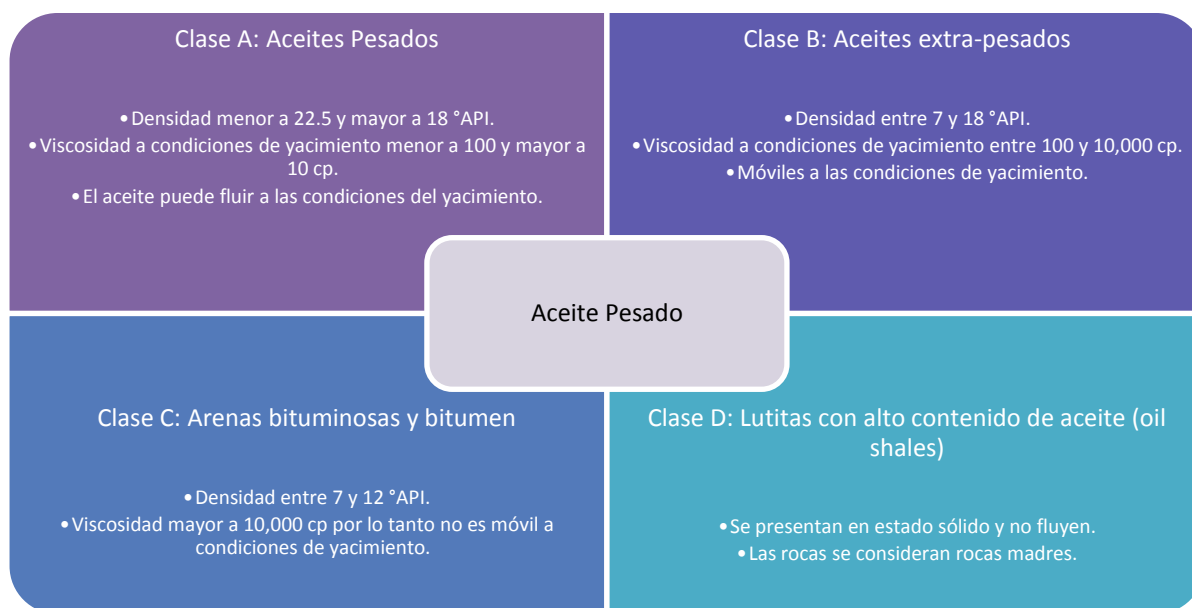 Clase A: Aceites Pesados
•Densidad menor a 22.5 y mayor a 18 °API.
•Viscosidad a condiciones de yacimiento menor a 100 y mayor a
10 cp.
•El aceite puede fluir a las condiciones del yacimiento.
Clase B: Aceites extra-pesados
•Densidad entre 7 y 18 °API.
•Viscosidad a condiciones de yacimiento entre 100 y 10,000 cp.
•Móviles a las condiciones de yacimiento.
Aceite Pesado
Clase C: Arenas bituminosas y bitumen
•Densidad entre 7 y 12 °API.
•Viscosidad mayor a 10,000 cp por lo tanto no es móvil a
condiciones de yacimiento.
Clase D: Lutitas con alto contenido de aceite (oil
shales)
•Se presentan en estado sólido y no fluyen.
•Las rocas se consideran rocas madres.